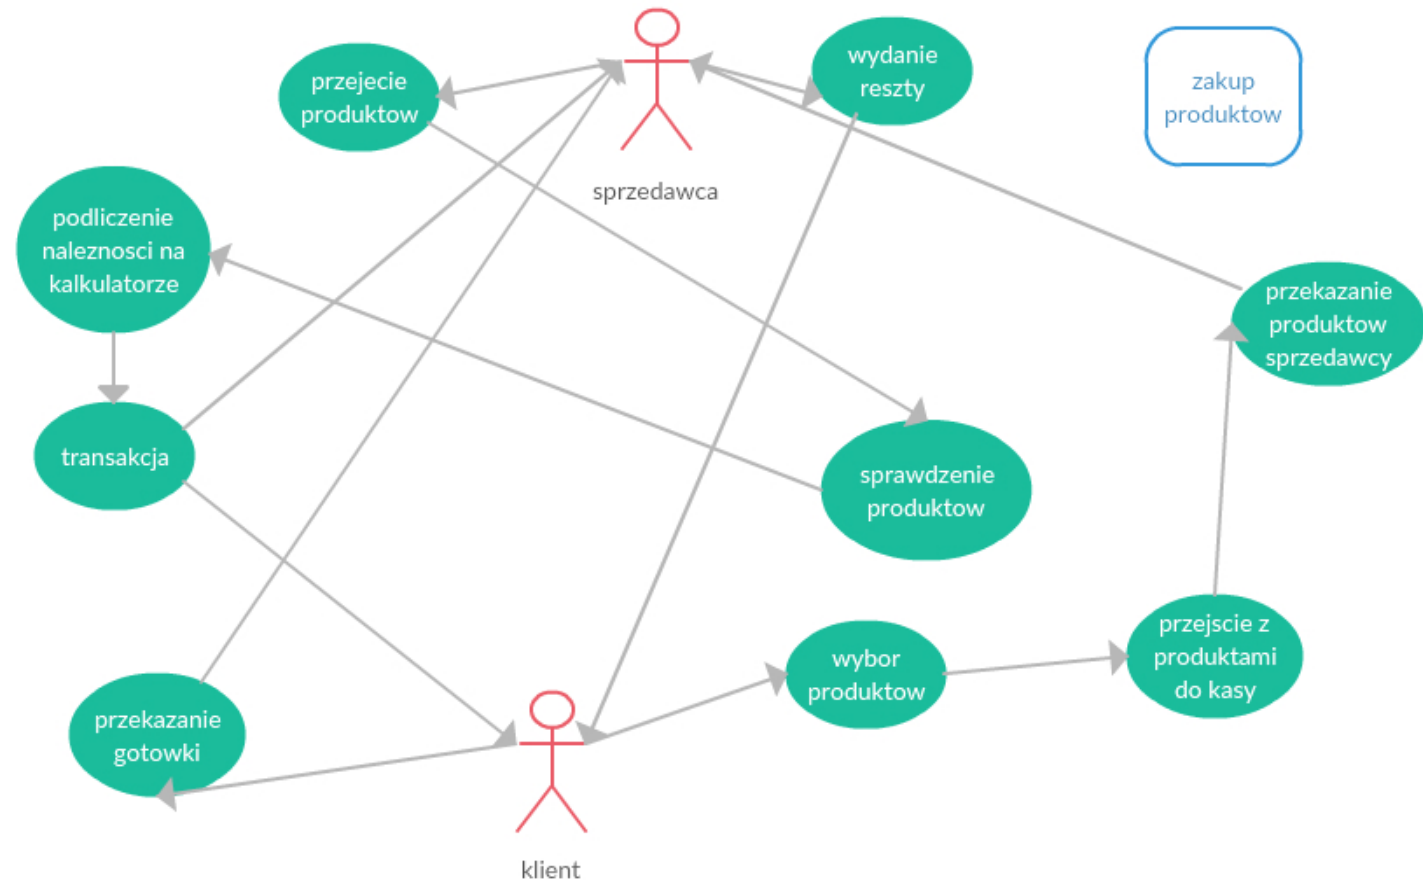 przejecie
produktow
wydanie
reszty
zakup
produktow
sprzedawca
podliczenie
naleznosci na
kalkulatorze
przekazanie
produktow
sprzedawcy
transakcja
sprawdzenie
produktow
przejscie z
produktami
do kasy
wybor
produktow
przekazanie
gotowki
klient